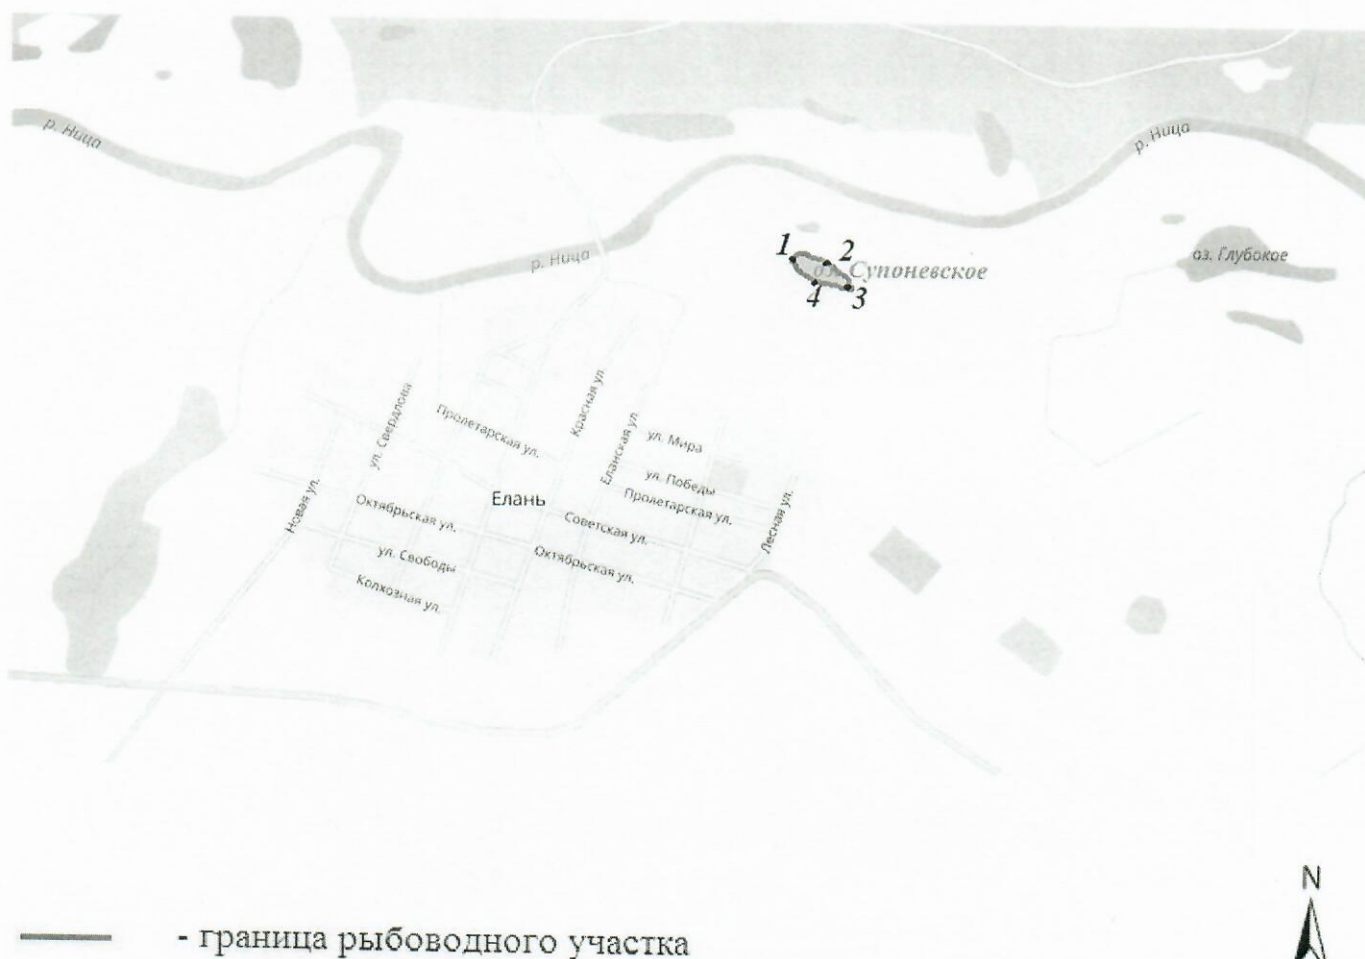 р. Ница
р. Ница
р. Ница
1
2
оз. Супоневское
4
3
оз. Глубокое
ул. Свердлова
Пролетарская ул.
Красная ул.
Еланская ул.
ул. Мира
ул. Победы
Пролетарская ул.
Новая ул.
Октябрьская ул.
Елань
Советская ул.
Лесная ул.
ул. Свободы
Октябрьская ул.
Колхозная ул.
N
- граница рыбоводного участка